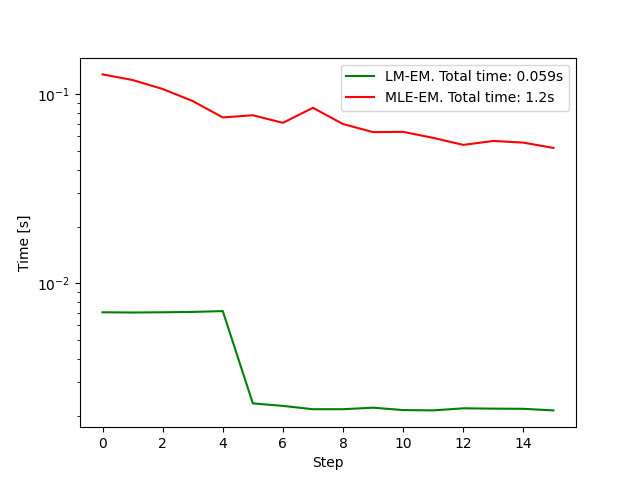 LM-EM. Total time: 0.059s
MLE-EM. Total time: 1.2s
10⁻¹
10⁻²
Time [s]
0 2 4 6 8 10 12 14
Step